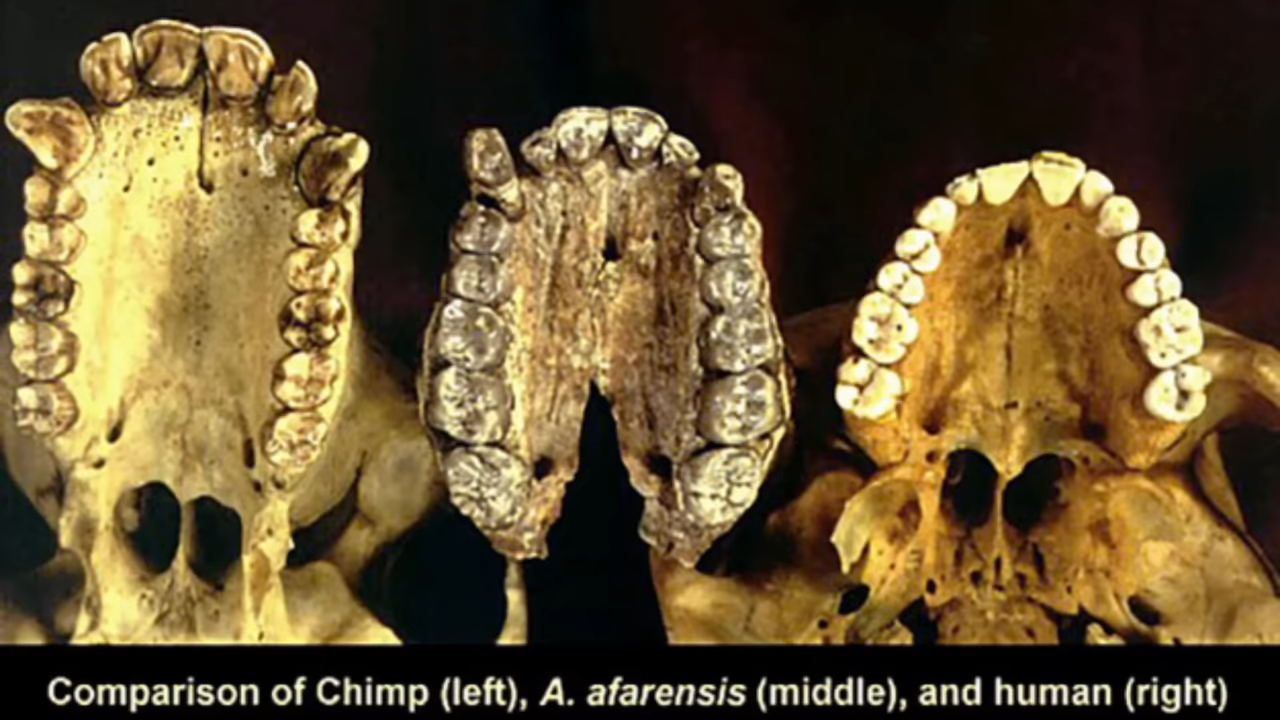 Comparison of Chimp (left), A. afarensis (middle), and human (right)